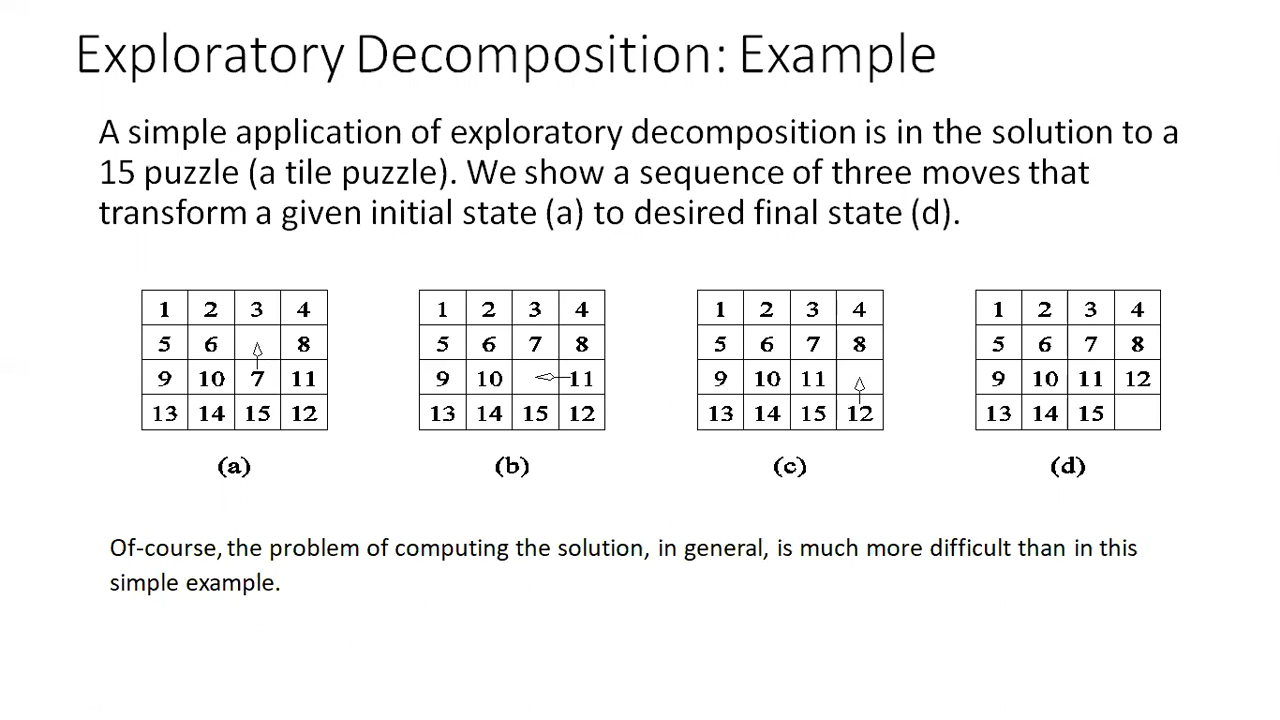 Exploratory Decomposition: Example
A simple application of exploratory decomposition is in the solution to a
15 puzzle (a tile puzzle). We show a sequence of three moves that
transform a given initial state (a) to desired final state (d).
1 2 3 4
5 6 8
9 10 7 11
13 14 15 12
(a)
1 2 3 4
5 6 7 8
9 10 11
13 14 15 12
(b)
1 2 3 4
5 6 7 8
9 10 11
13 14 15 12
(c)
1 2 3 4
5 6 7 8
9 10 11 12
13 14 15
(d)
Of-course, the problem of computing the solution, in general, is much more difficult than in this
simple example.